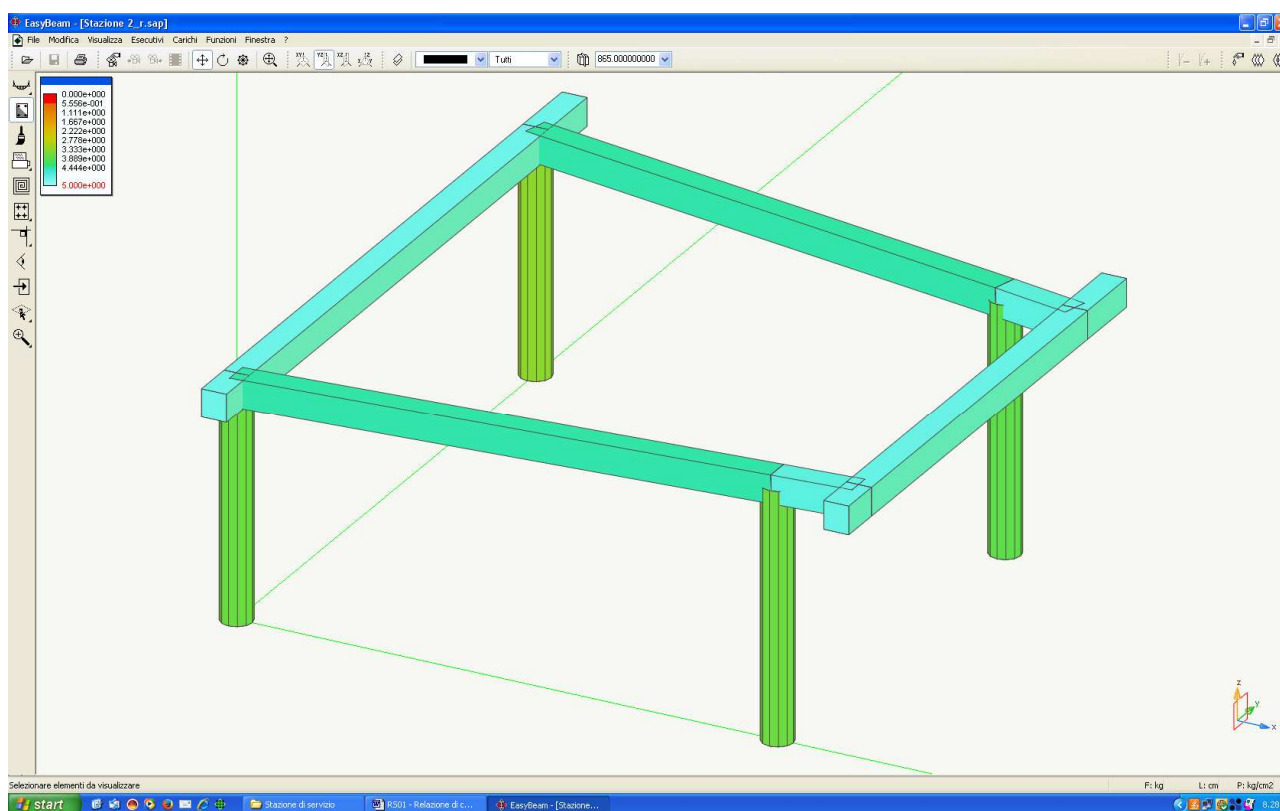 EasyBeam - [Stazione 2_r.sap]
File Modifica Visualizza Esecutivi Carichi Funzioni Finestra ?
Tutti 865.000000000
0.000e+000
5.556e-001
1.111e+000
1.667e+000
2.222e+000
2.778e+000
3.333e+000
3.889e+000
4.444e+000
5.000e+000
Z
Y
X
Selezionare elementi da visualizzare F: kg L: cm P: kg/cm2
start Stazione di servizio RS01 - Relazione di c... EasyBeam - [Stazione... 8.28